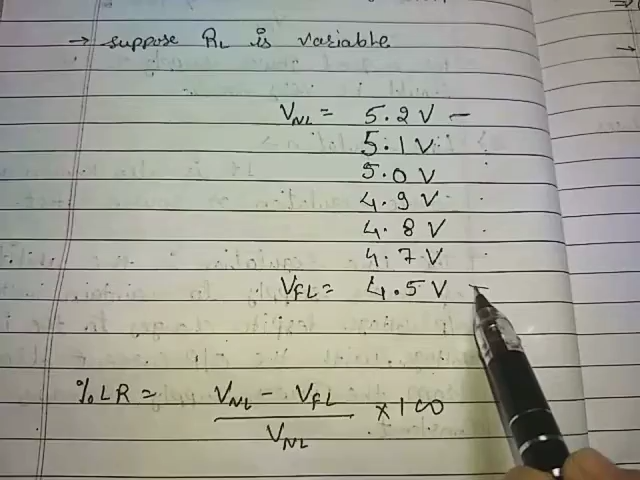 → suppose RL is variable
VNL = 5.2 V –
5.1 V
5.0 V
4.9 V
4.8 V
4.7 V
VFL = 4.5 V –
% LR = (VNL – VFL) / VNL × 100